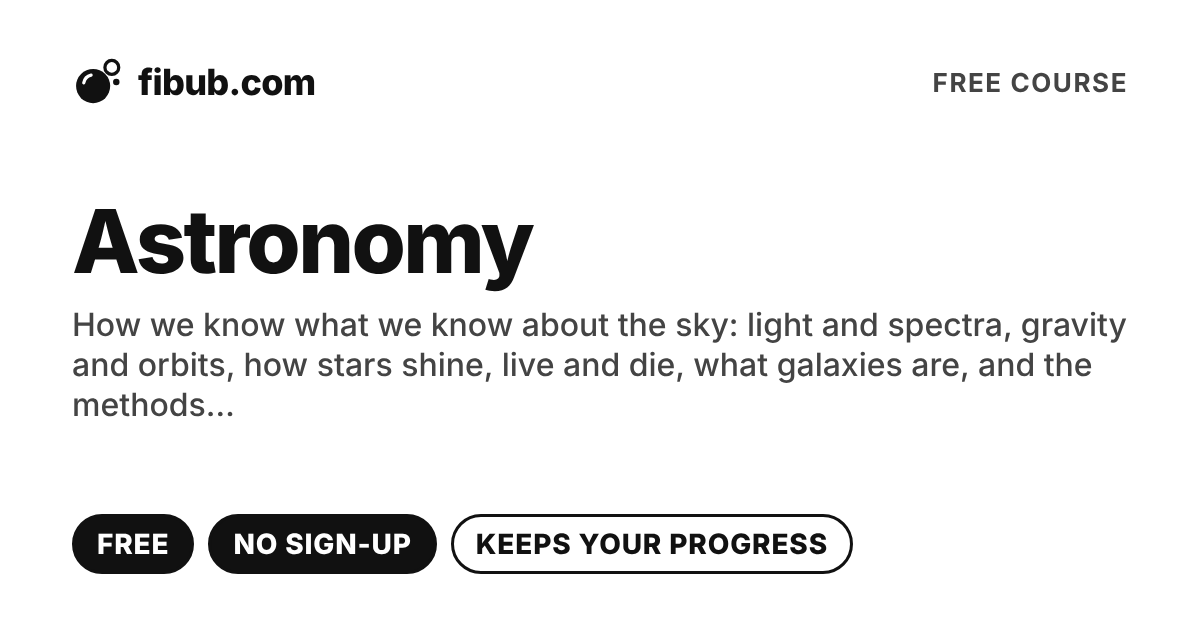 fibub.com
FREE COURSE
Astronomy
How we know what we know about the sky: light and spectra, gravity
and orbits, how stars shine, live and die, what galaxies are, and the
methods...
FREE
NO SIGN-UP
KEEPS YOUR PROGRESS